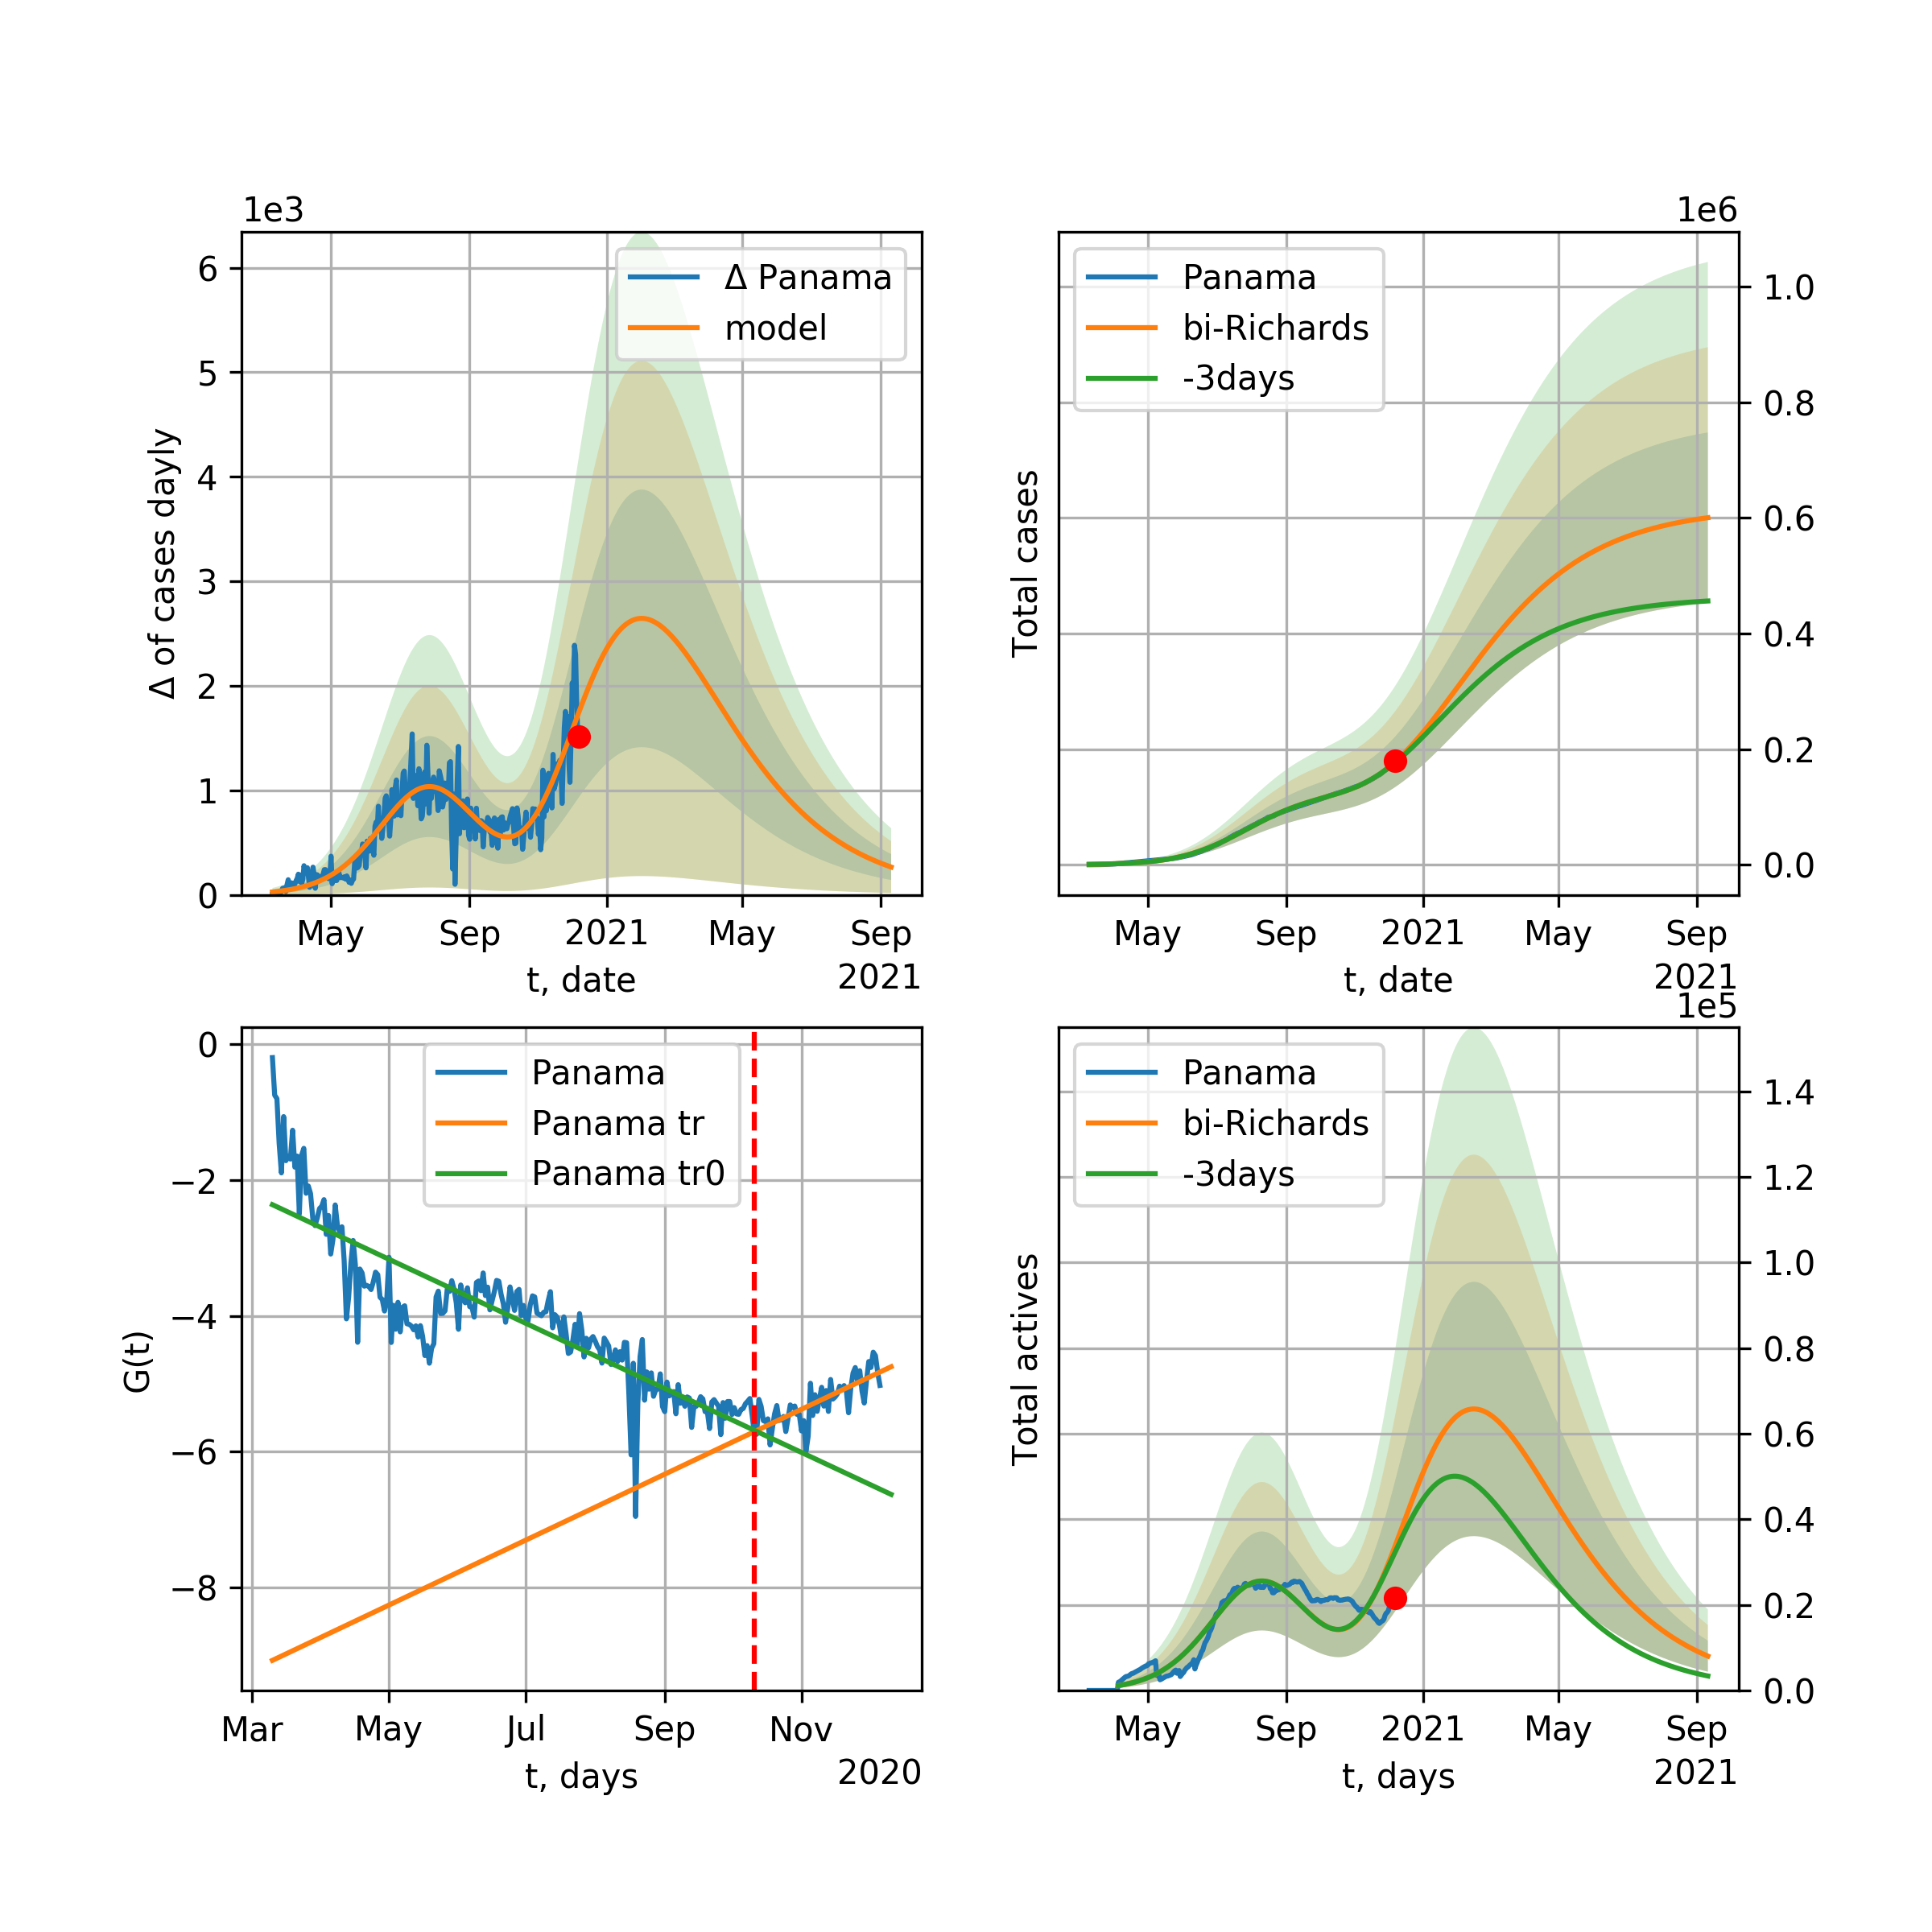 1e3
Δ of cases dayly
6
5
4
3
2
1
0
Δ Panama
model
May
Sep
2021
May
Sep
t, date
2021
1e6
Total cases
Panama
bi-Richards
-3days
1.0
0.8
0.6
0.4
0.2
0.0
May
Sep
2021
May
Sep
t, date
2021
G(t)
0
−2
−4
−6
−8
Panama
Panama tr
Panama tr0
Mar
May
Jul
Sep
Nov
t, days
2020
1e5
Total actives
Panama
bi-Richards
-3days
1.4
1.2
1.0
0.8
0.6
0.4
0.2
0.0
May
Sep
2021
May
Sep
t, days
2021